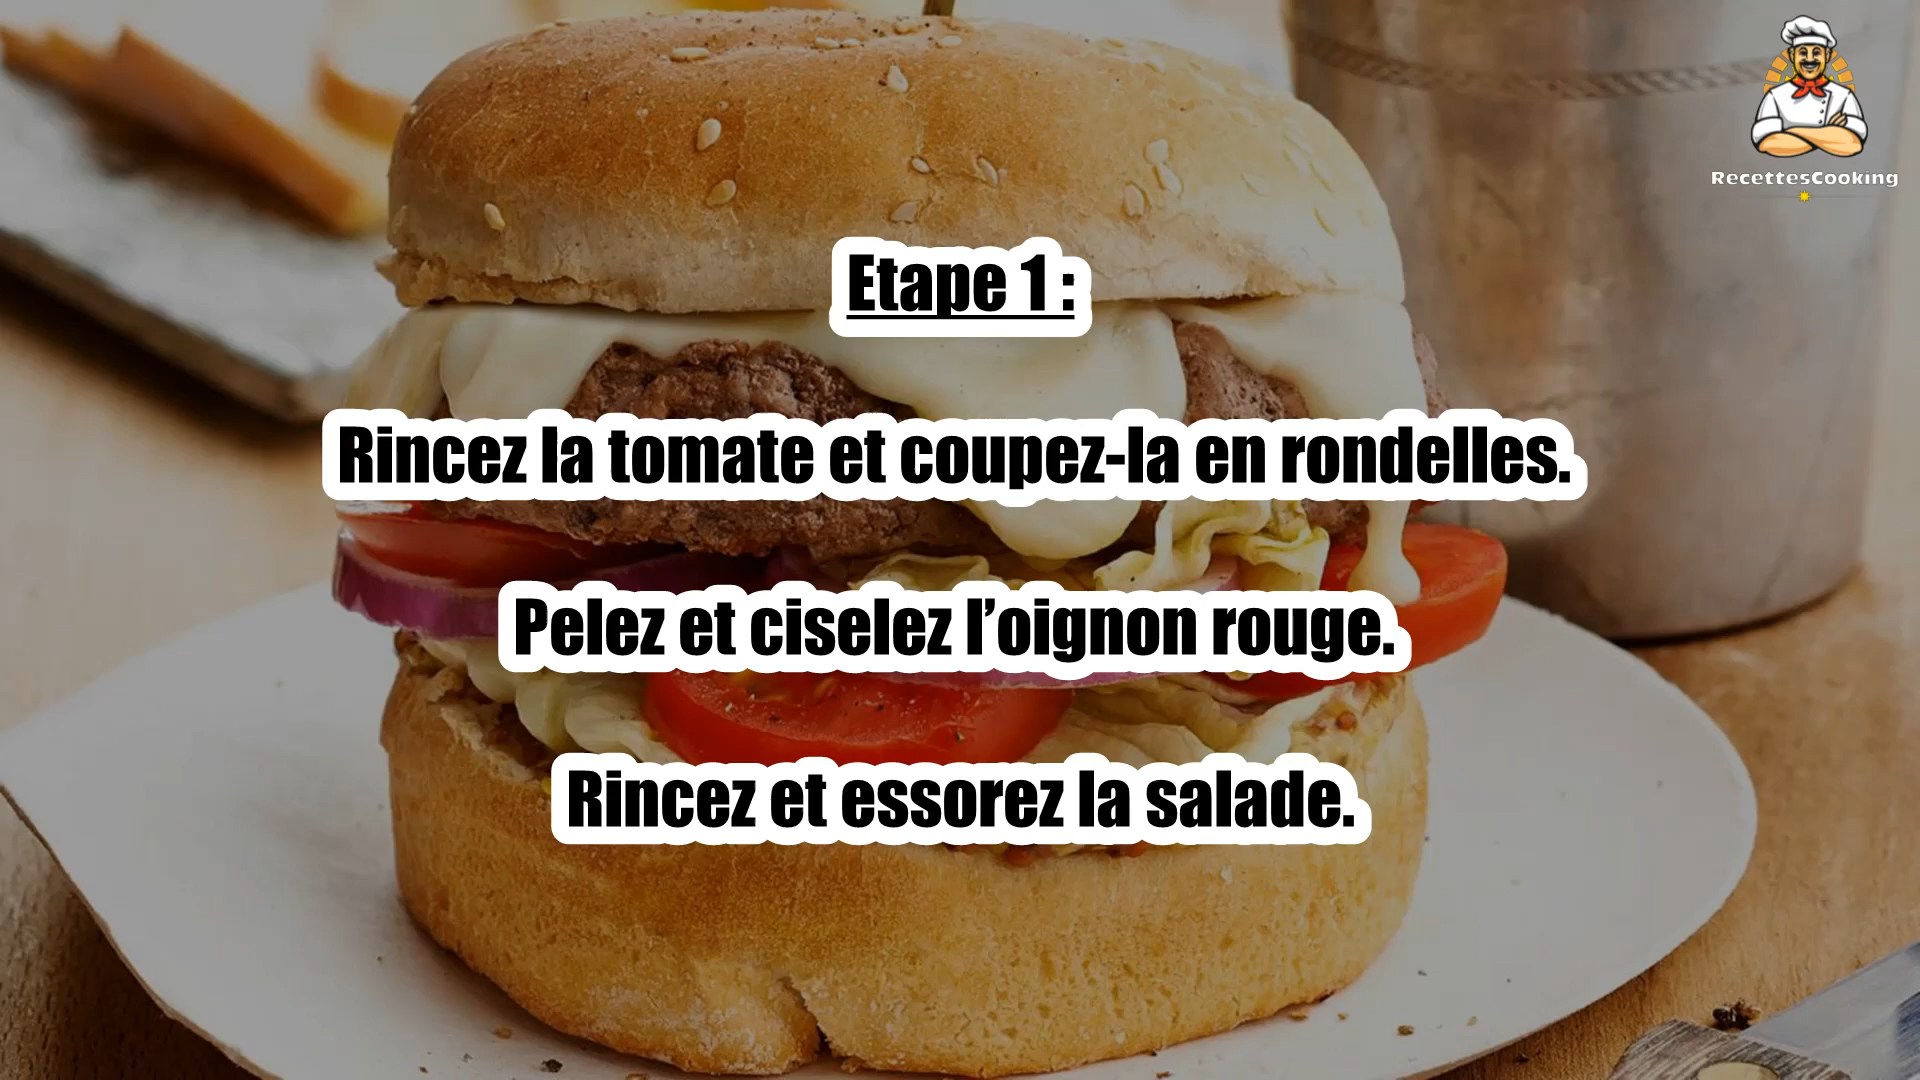 RecettesCooking
Etape 1 :
Rincez la tomate et coupez-la en rondelles.
Pelez et ciselez l’oignon rouge.
Rincez et essorez la salade.